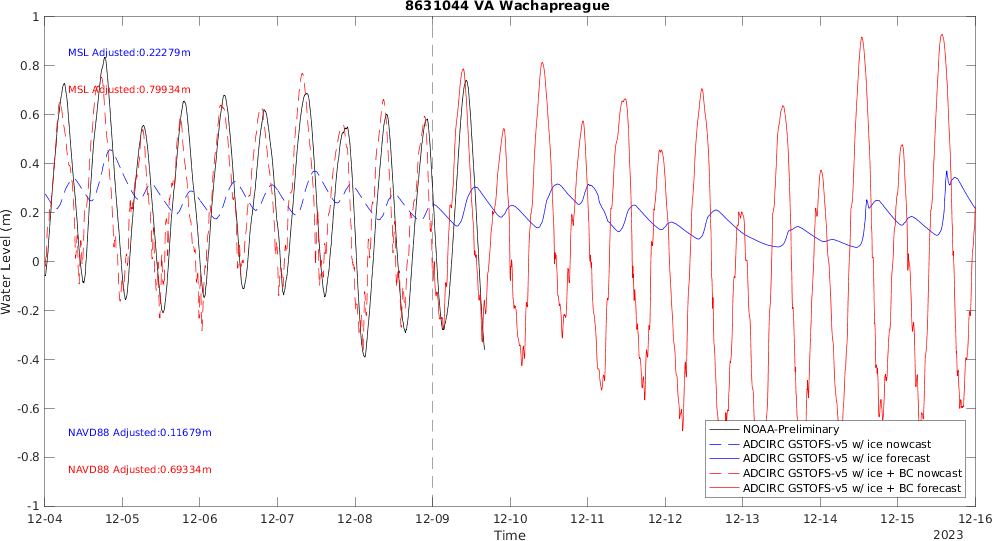 8631044 VA Wachapreague
MSL Adjusted:0.22279m
MSL Adjusted:0.79934m
NAVD88 Adjusted:0.11679m
NAVD88 Adjusted:0.69334m
Water Level (m)
1
0.8
0.6
0.4
0.2
0
-0.2
-0.4
-0.6
-0.8
-1
NOAA-Preliminary
ADCIRC GSTOFS-v5 w/ ice nowcast
ADCIRC GSTOFS-v5 w/ ice forecast
ADCIRC GSTOFS-v5 w/ ice + BC nowcast
ADCIRC GSTOFS-v5 w/ ice + BC forecast
12-04 12-05 12-06 12-07 12-08 12-09 12-10 12-11 12-12 12-13 12-14 12-15 12-16
Time
2023